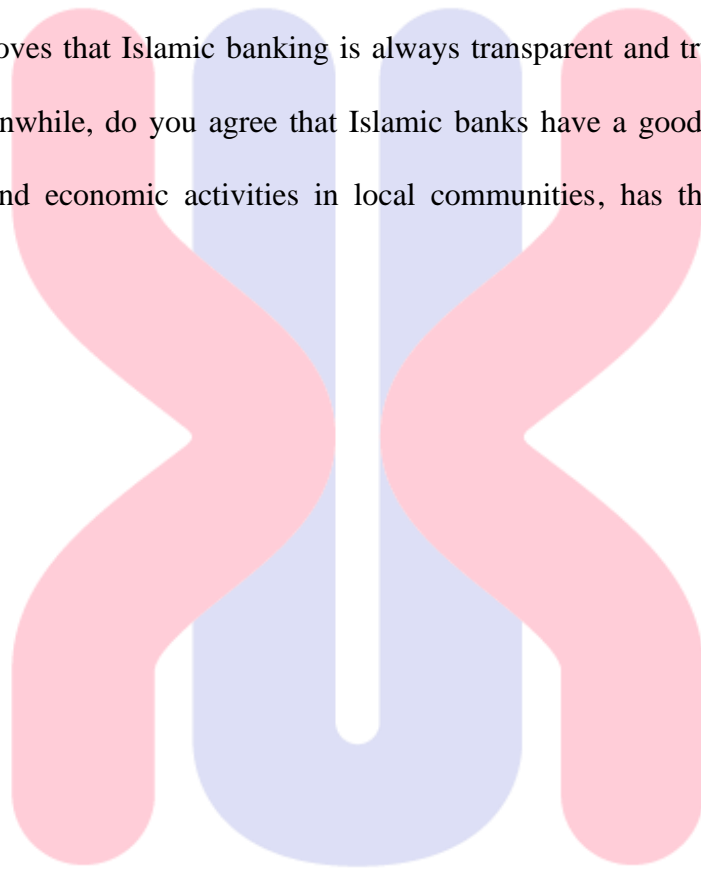 oves that Islamic banking is always transparent and tr
nwhile, do you agree that Islamic banks have a good
nd economic activities in local communities, has th